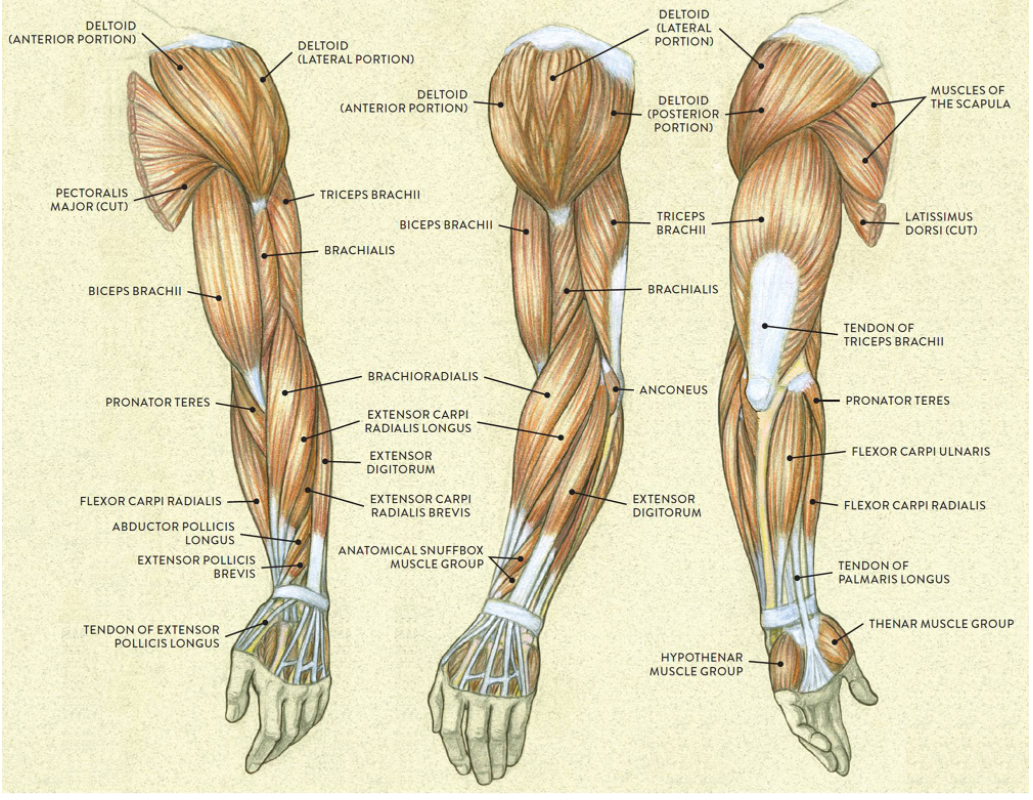 DELTOID
(ANTERIOR PORTION)
DELTOID
(LATERAL PORTION)
PECTORALIS
MAJOR (CUT)
TRICEPS BRACHII
BRACHIALIS
BICEPS BRACHII
PRONATOR TERES
FLEXOR CARPI RADIALIS
ABDUCTOR POLLICIS
LONGUS
EXTENSOR POLLICIS
BREVIS
TENDON OF EXTENSOR
POLLICIS LONGUS
BRACHIORADIALIS
EXTENSOR CARPI
RADIALIS LONGUS
EXTENSOR
DIGITORUM
EXTENSOR CARPI
RADIALIS BREVIS
ANATOMICAL SNUFFBOX
MUSCLE GROUP
DELTOID
(LATERAL
PORTION)
DELTOID
(ANTERIOR PORTION)
DELTOID
(POSTERIOR
PORTION)
BICEPS BRACHII
TRICEPS
BRACHII
BRACHIALIS
ANCONEUS
EXTENSOR
DIGITORUM
MUSCLES OF
THE SCAPULA
LATISSIMUS
DORSI (CUT)
TENDON OF
TRICEPS BRACHII
PRONATOR TERES
FLEXOR CARPI ULNARIS
FLEXOR CARPI RADIALIS
TENDON OF
PALMARIS LONGUS
THENAR MUSCLE GROUP
HYPOTHENAR
MUSCLE GROUP